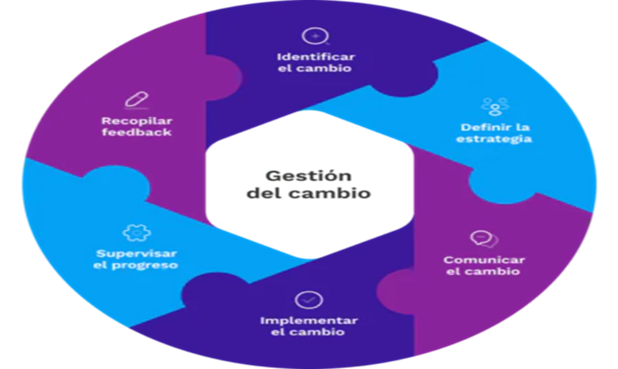 Identificar
el cambio
Definir la
estrategia
Comunicar
el cambio
Implementar
el cambio
Supervisar
el progreso
Recopilar
feedback
Gestión
del cambio